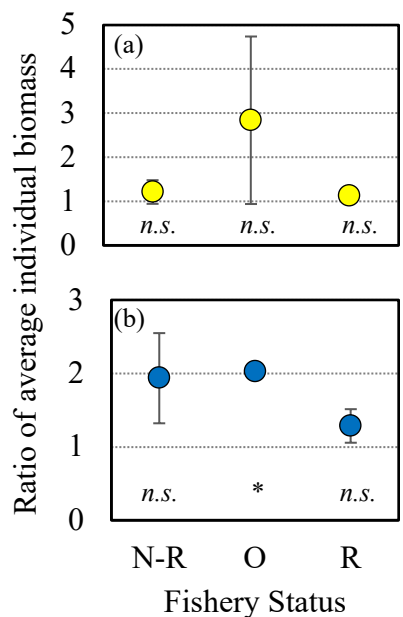 Ratio of average individual biomass
(a)
5
4
3
2
1
0
n.s. n.s. n.s.
(b)
3
2
1
0
n.s. * n.s.
N-R O R
Fishery Status